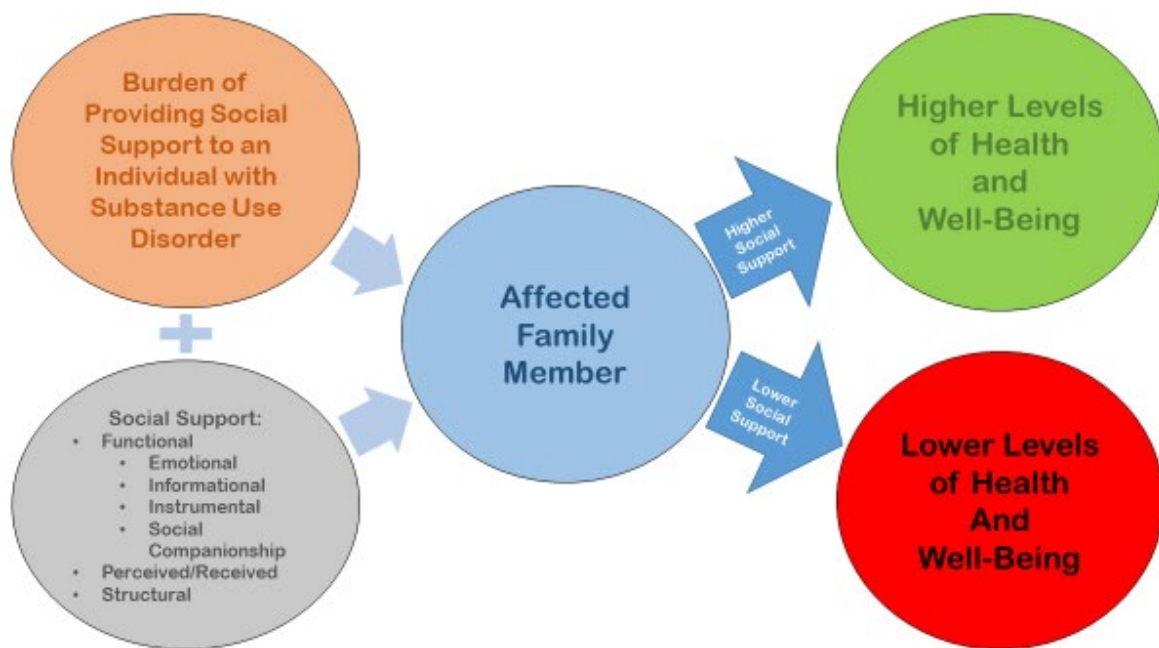 Burden of
Providing Social
Support to an
Individual with
Substance Use
Disorder
Social Support:
• Functional
• Emotional
• Informational
• Instrumental
• Social
Companionship
• Perceived/Received
• Structural
Affected
Family
Member
Higher
Social
Support
Lower
Social
Support
Higher Levels
of Health
and
Well-Being
Lower Levels
of Health
And
Well-Being